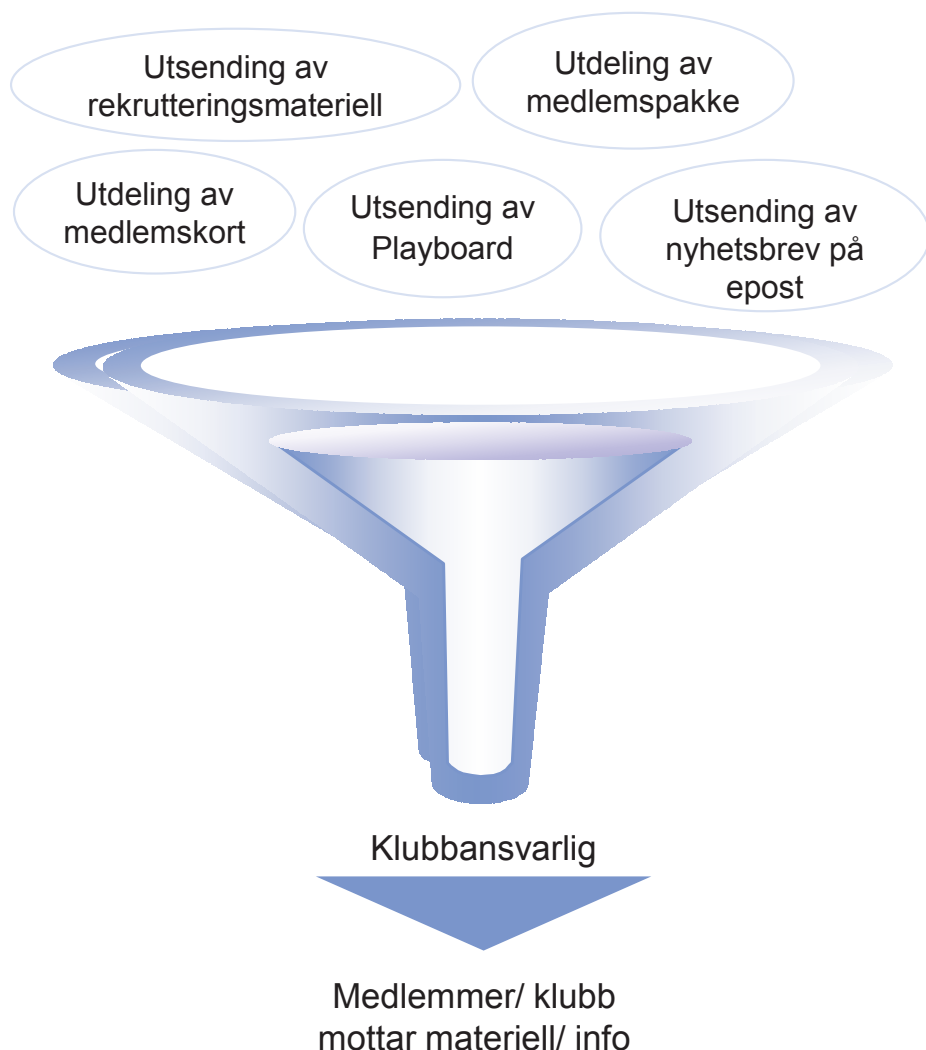 Utsending av
rekrutteringsmateriell
Utdeling av
medlemspakke
Utdeling av
medlemskort
Utsending av
Playboard
Utsending av
nyhetsbrev på
epost
Klubbansvarlig
Medlemmer/ klubb
mottar materiell/ info